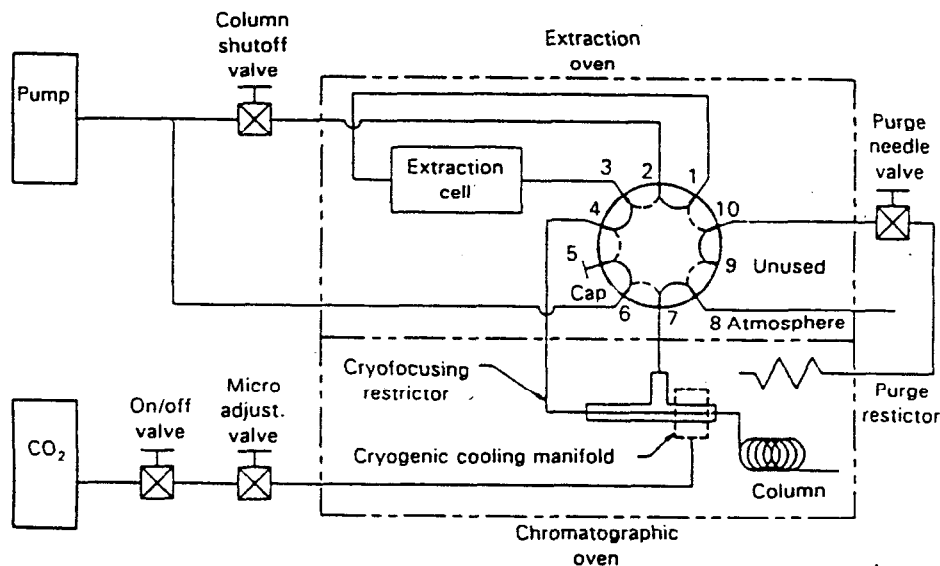 Column
shutoff
valve
Extraction
oven
Pump
Purge
needle
valve
Extraction
cell
3
2
1
4
10
5
9
Unused
Cap
6
7
8 Atmosphere
Cryofocusing
restrictor
Purge
restictor
Micro
adjust.
valve
On/off
valve
CO₂
Cryogenic cooling manifold
Column
Chromatographic
oven